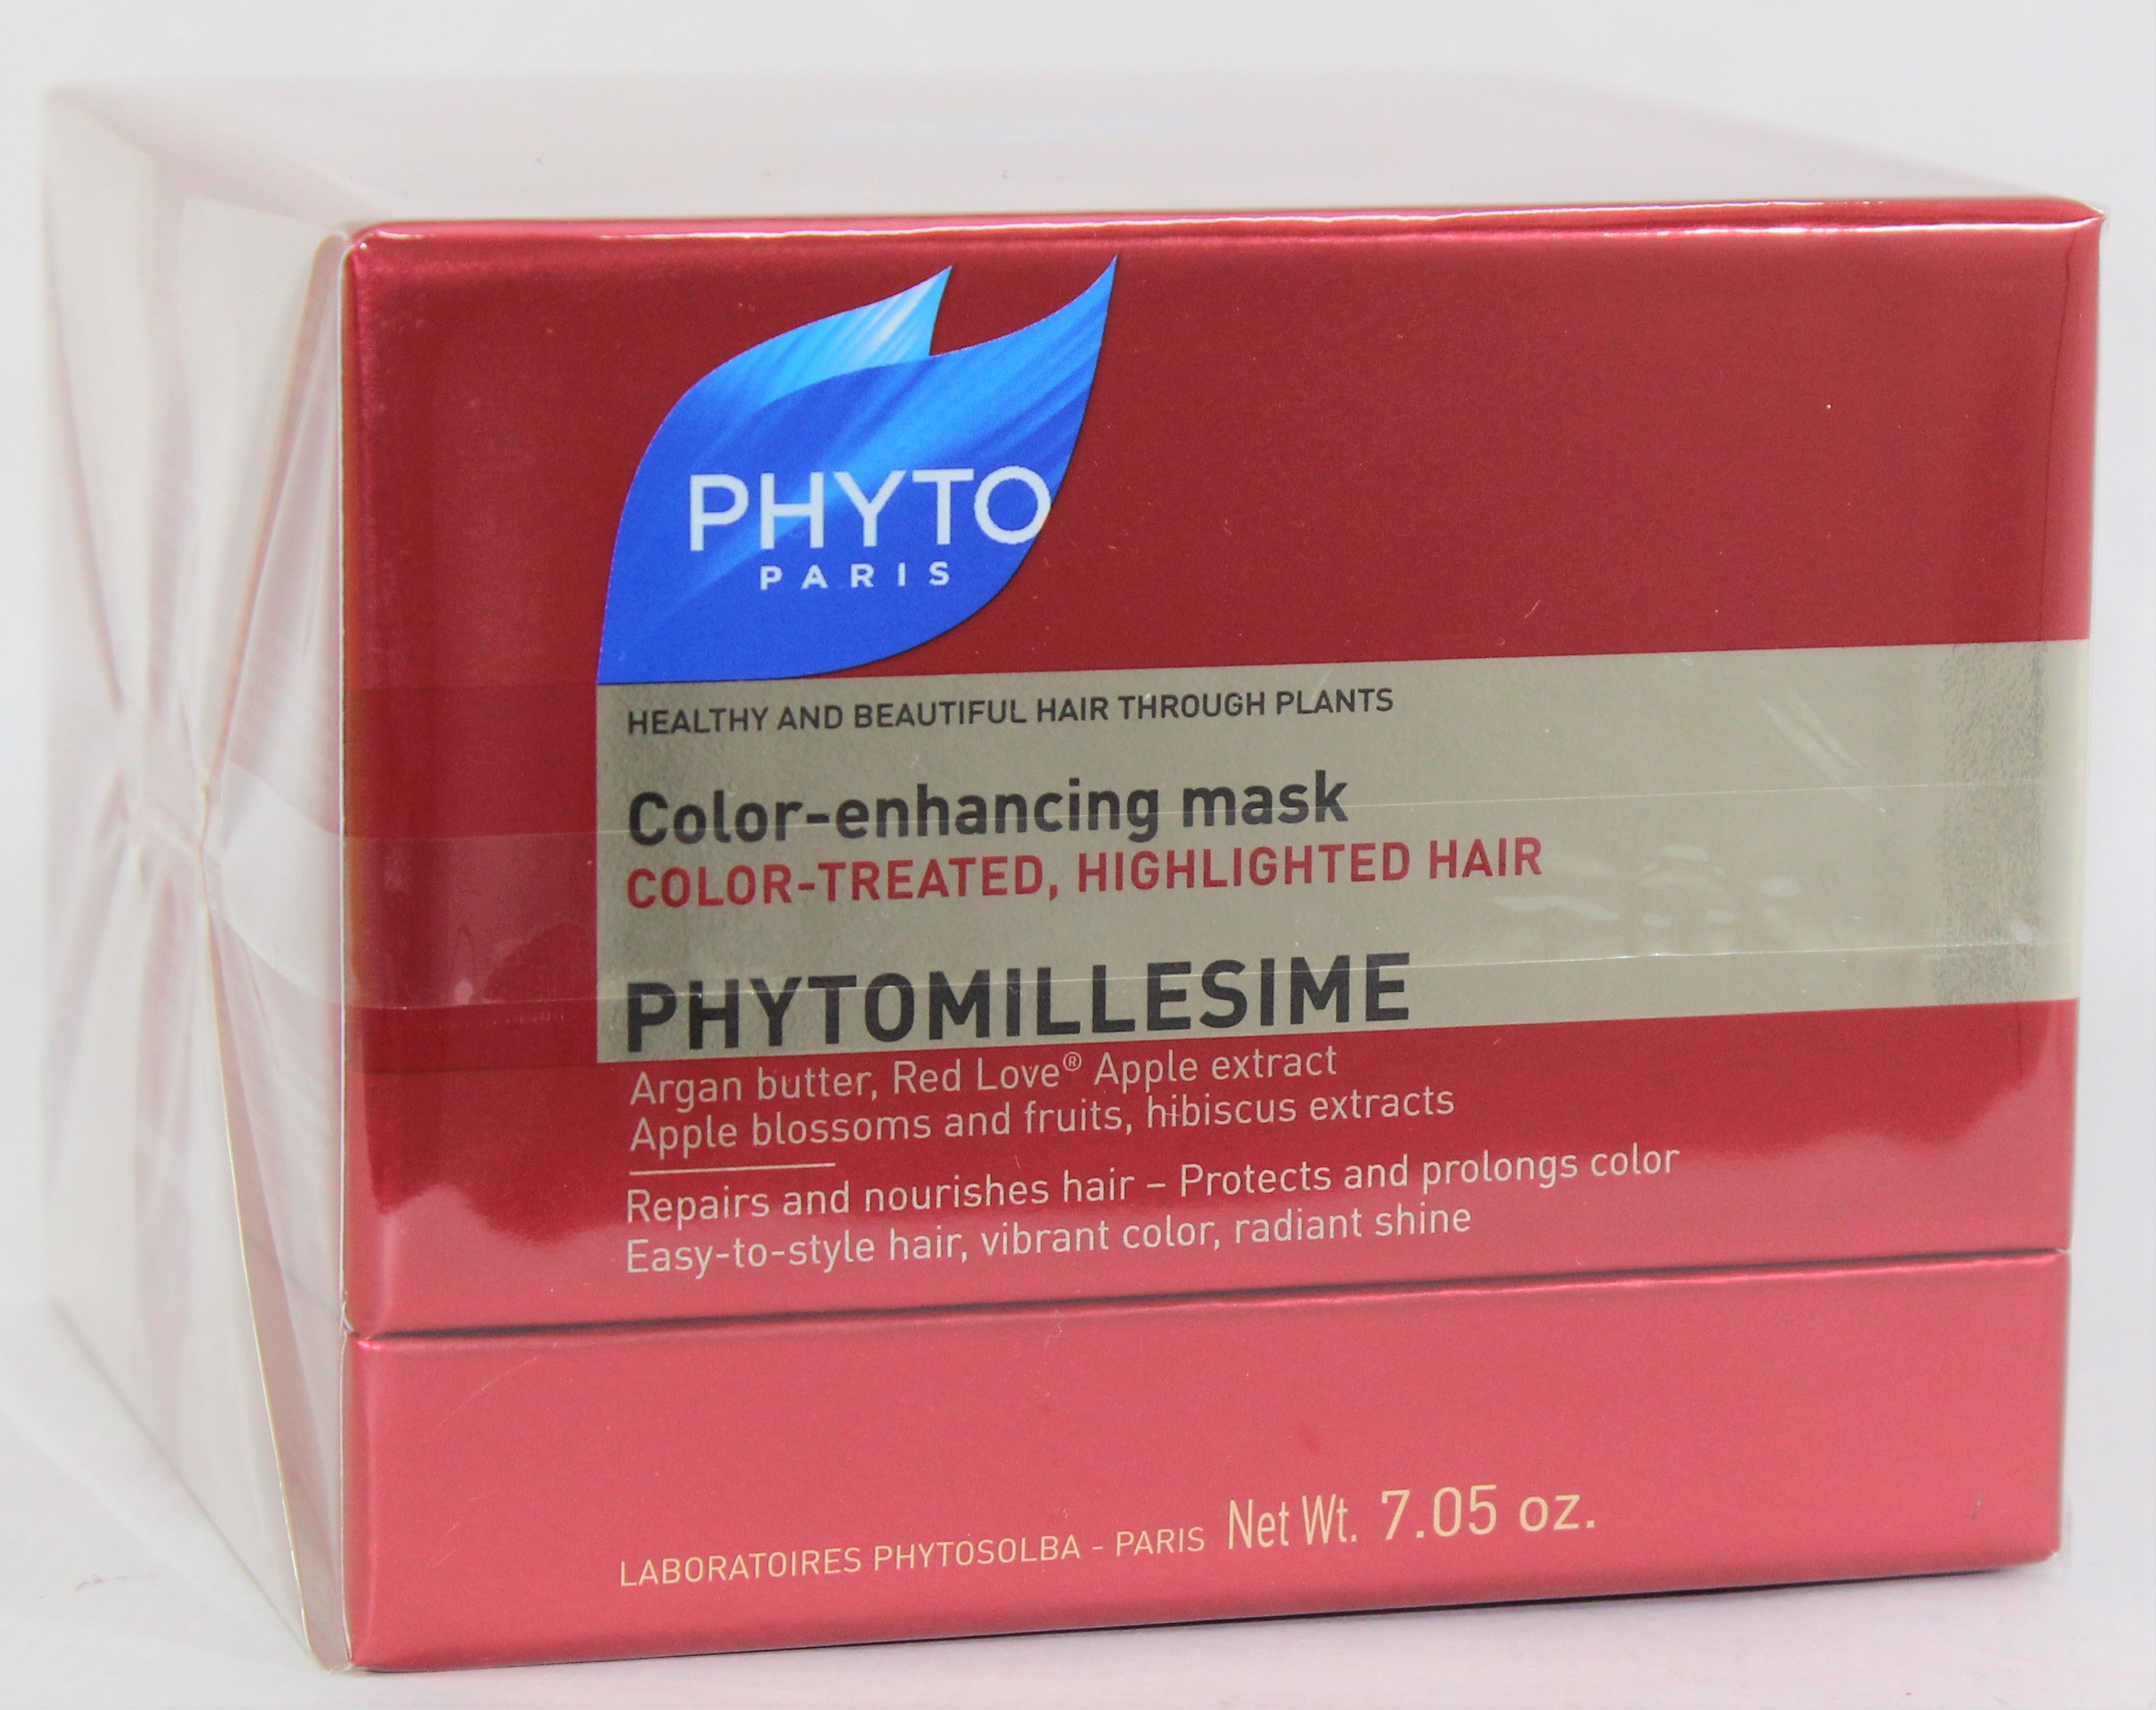 PHYTO
PARIS
HEALTHY AND BEAUTIFUL HAIR THROUGH PLANTS
Color-enhancing mask
COLOR-TREATED, HIGHLIGHTED HAIR
PHYTOMILLESIME
Argan butter, Red Love® Apple extract
Apple blossoms and fruits, hibiscus extracts
Repairs and nourishes hair – Protects and prolongs color
Easy-to-style hair, vibrant color, radiant shine
LABORATOIRES PHYTOSOLBA - PARIS Net Wt. 7.05 oz.